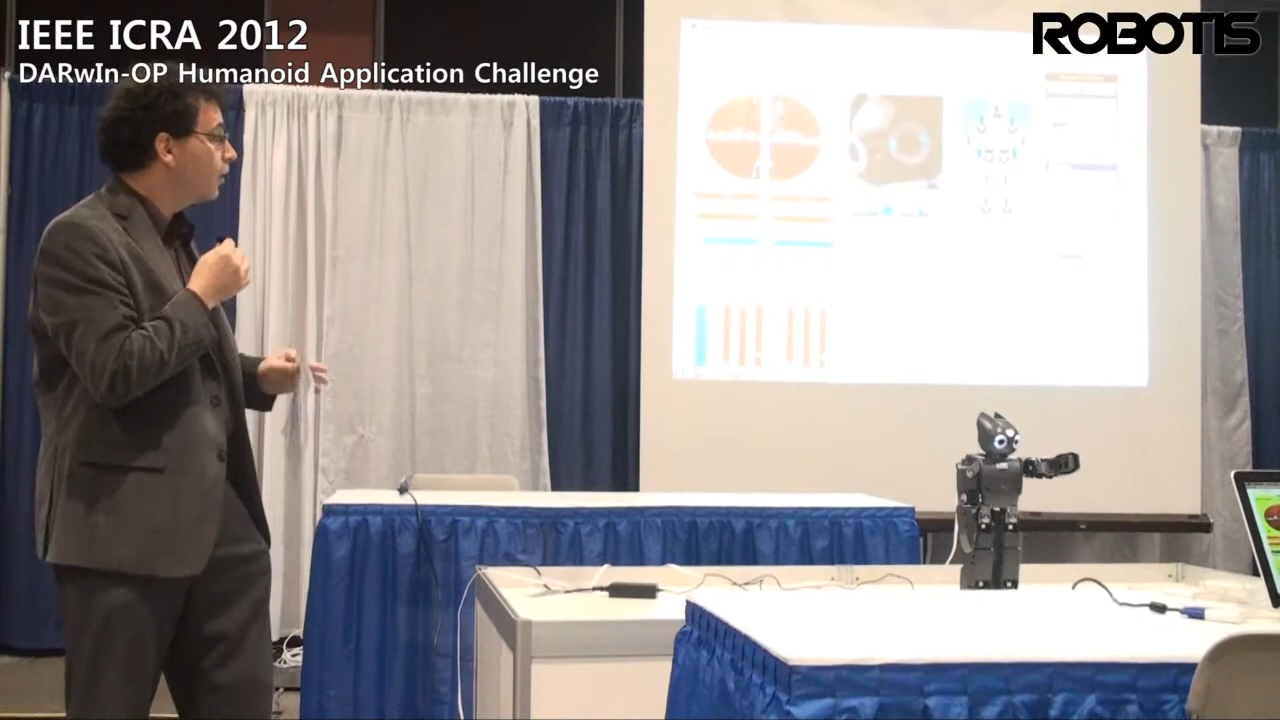 IEEE ICRA 2012
DARwIn-OP Humanoid Application Challenge
ROBOTIS